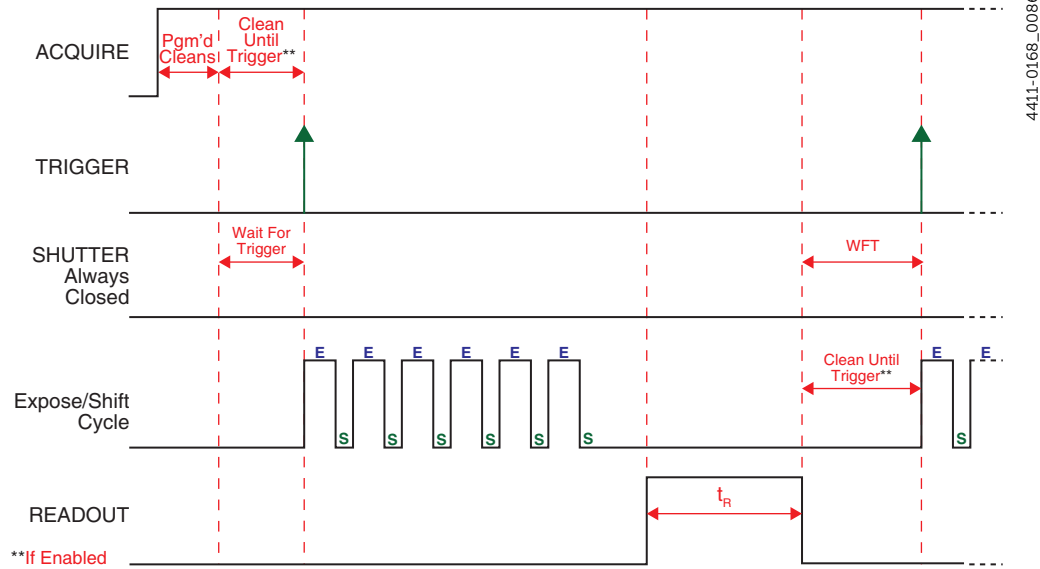 4411-0168_0086
ACQUIRE
Pgm'd
Cleans
Clean
Until
Trigger**
TRIGGER
SHUTTER
Always
Closed
Wait For
Trigger
WFT
Expose/Shift
Cycle
E E E E E E
S S S S S S
Clean Until
Trigger**
E E
S
READOUT
tR
**If Enabled